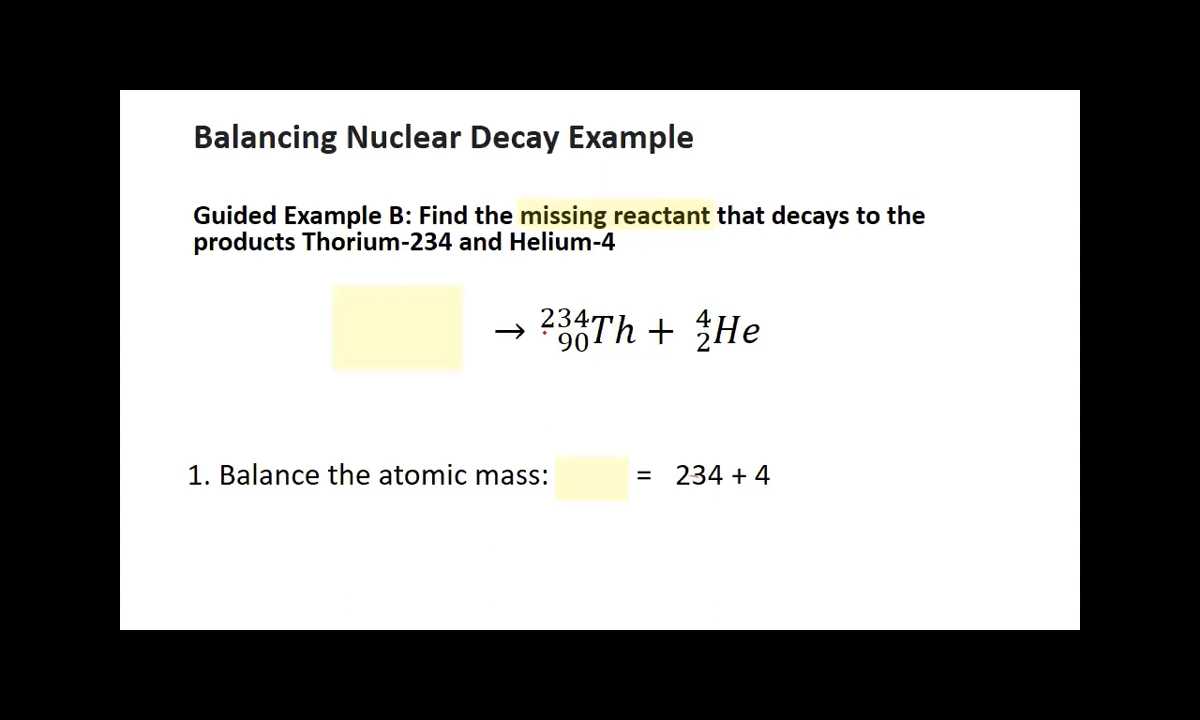 Balancing Nuclear Decay Example
Guided Example B: Find the missing reactant that decays to the
products Thorium-234 and Helium-4
→ ²³⁴₉₀Th + ⁴₂He
1. Balance the atomic mass: = 234 + 4